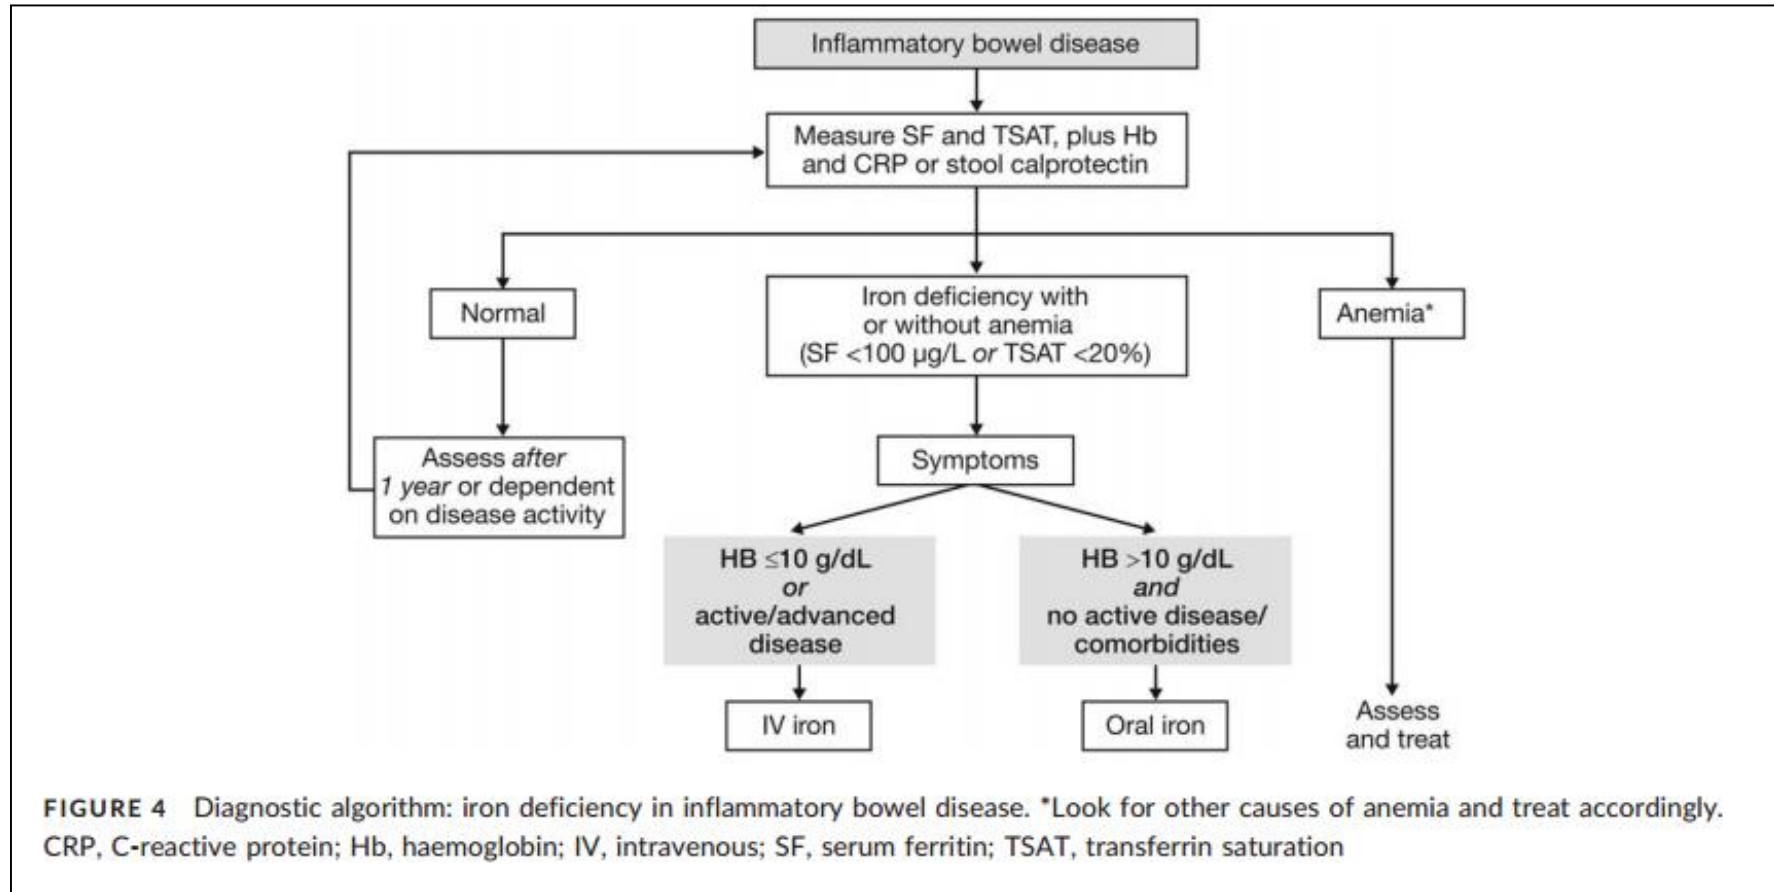 Inflammatory bowel disease
Measure SF and TSAT, plus Hb
and CRP or stool calprotectin
Normal
Iron deficiency with
or without anemia
(SF <100 µg/L or TSAT <20%)
Anemia*
Assess after
1 year or dependent
on disease activity
Symptoms
HB ≤10 g/dL
or
active/advanced
disease
HB >10 g/dL
and
no active disease/
comorbidities
IV iron
Oral iron
Assess
and treat
FIGURE 4 Diagnostic algorithm: iron deficiency in inflammatory bowel disease. *Look for other causes of anemia and treat accordingly.
CRP, C-reactive protein; Hb, haemoglobin; IV, intravenous; SF, serum ferritin; TSAT, transferrin saturation